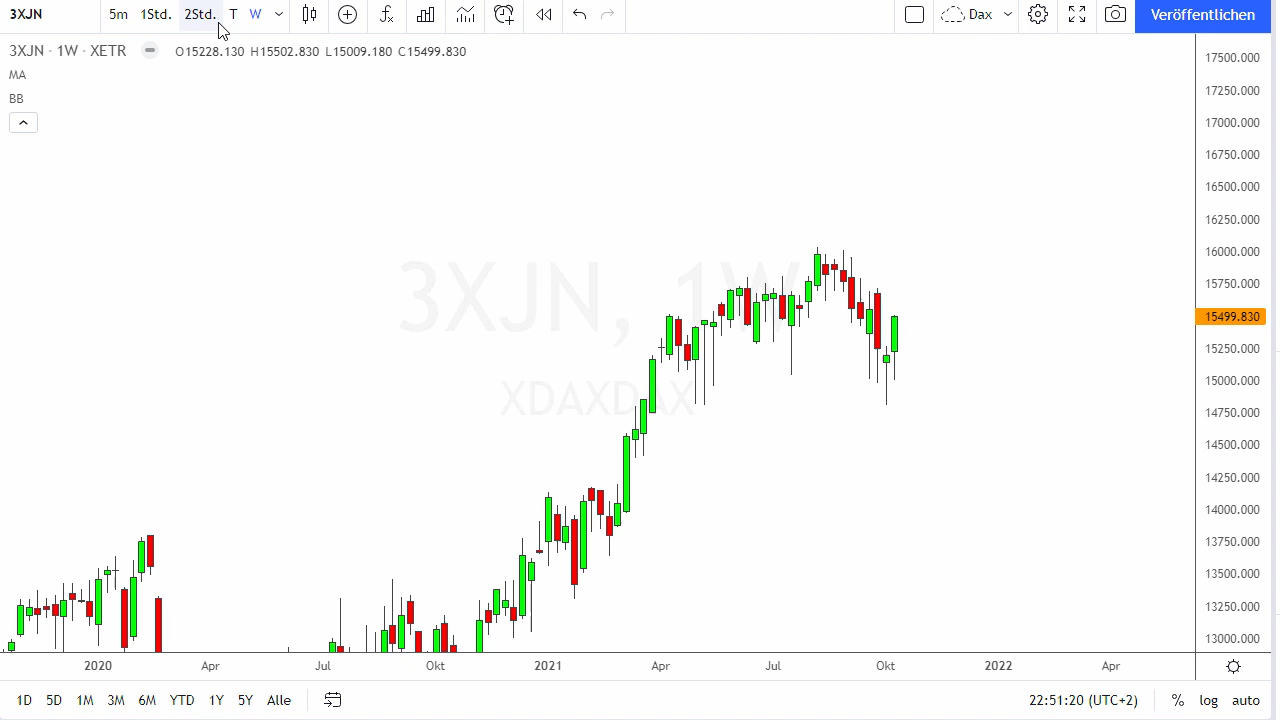 3XJN 5m 1Std. 2Std. T W Dax Veröffentlichen
3XJN · 1W · XETR O15228.130 H15502.830 L15009.180 C15499.830
MA
BB
3XJN, 1W
XDAXDAX
17500.000
17250.000
17000.000
16750.000
16500.000
16250.000
16000.000
15750.000
15499.830
15250.000
15000.000
14750.000
14500.000
14250.000
14000.000
13750.000
13500.000
13250.000
13000.000
2020 Apr Jul Okt 2021 Apr Jul Okt 2022 Apr
1D 5D 1M 3M 6M YTD 1Y 5Y Alle 22:51:20 (UTC+2) % log auto